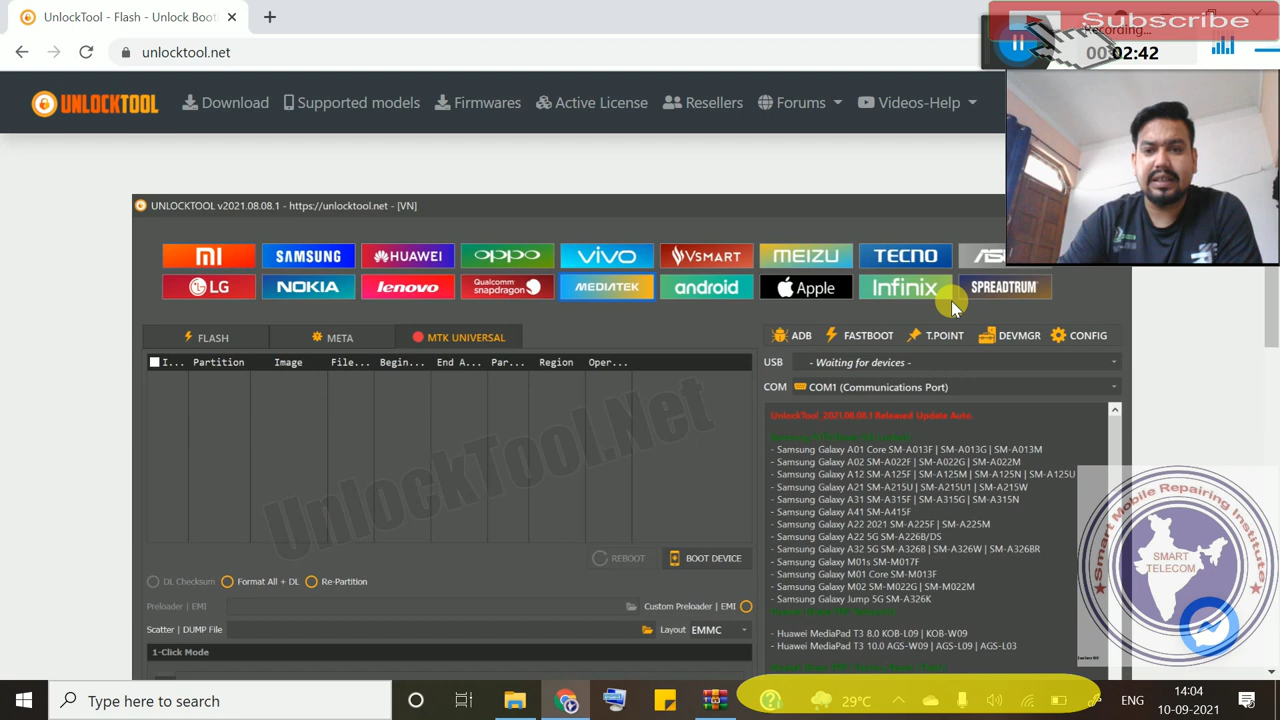 UnlockTool - Flash - Unlock Boot
Subscribe
Recording...
00:02:42
unlocktool.net
UNLOCKTOOL Download Supported models Firmwares Active License Resellers Forums Videos-Help
UNLOCKTOOL v2021.08.08.1 - https://unlocktool.net - [VN]
MI SAMSUNG HUAWEI oppo vivo VSMART MEIZU TECNO AS
LG NOKIA lenovo Qualcomm snapdragon MEDIATEK android Apple Infinix SPREADTRUM
FLASH META MTK UNIVERSAL ADB FASTBOOT T.POINT DEVMGR CONFIG
I... Partition Image File... Begin... End A... Par... Region Oper...
USB - Waiting for devices -
COM COM1 (Communications Port)
UnlockTool.Net
UnlockTool 2021.08.08.1 Released Update Auto.
- Samsung Galaxy A01 Core SM-A013F | SM-A013G | SM-A013M
- Samsung Galaxy A02 SM-A022F | SM-A022G | SM-A022M
- Samsung Galaxy A12 SM-A125F | SM-A125M | SM-A125N | SM-A125U
- Samsung Galaxy A21 SM-A215U | SM-A215U1 | SM-A215W
- Samsung Galaxy A31 SM-A315F | SM-A315G | SM-A315N
- Samsung Galaxy A41 SM-A415F
- Samsung Galaxy A22 2021 SM-A225F | SM-A225M
- Samsung Galaxy A22 5G SM-A226B/DS
- Samsung Galaxy A32 5G SM-A326B | SM-A326W | SM-A326BR
- Samsung Galaxy M01s SM-M017F
- Samsung Galaxy M01 Core SM-M013F
- Samsung Galaxy M02 SM-M022G | SM-M022M
- Samsung Galaxy Jump 5G SM-A326K
- Huawei MediaPad T3 8.0 KOB-L09 | KOB-W09
- Huawei MediaPad T3 10.0 AGS-W09 | AGS-L09 | AGS-L03
REBOOT BOOT DEVICE
DL Checksum Format All + DL Re-Partition
Preloader | EMI Custom Preloader | EMI
Scatter | DUMP File Layout EMMC
1-Click Mode
Smart Mobile Repairing Institute
SMART
TELECOM
Type here to search
29°C
ENG
14:04
10-09-2021